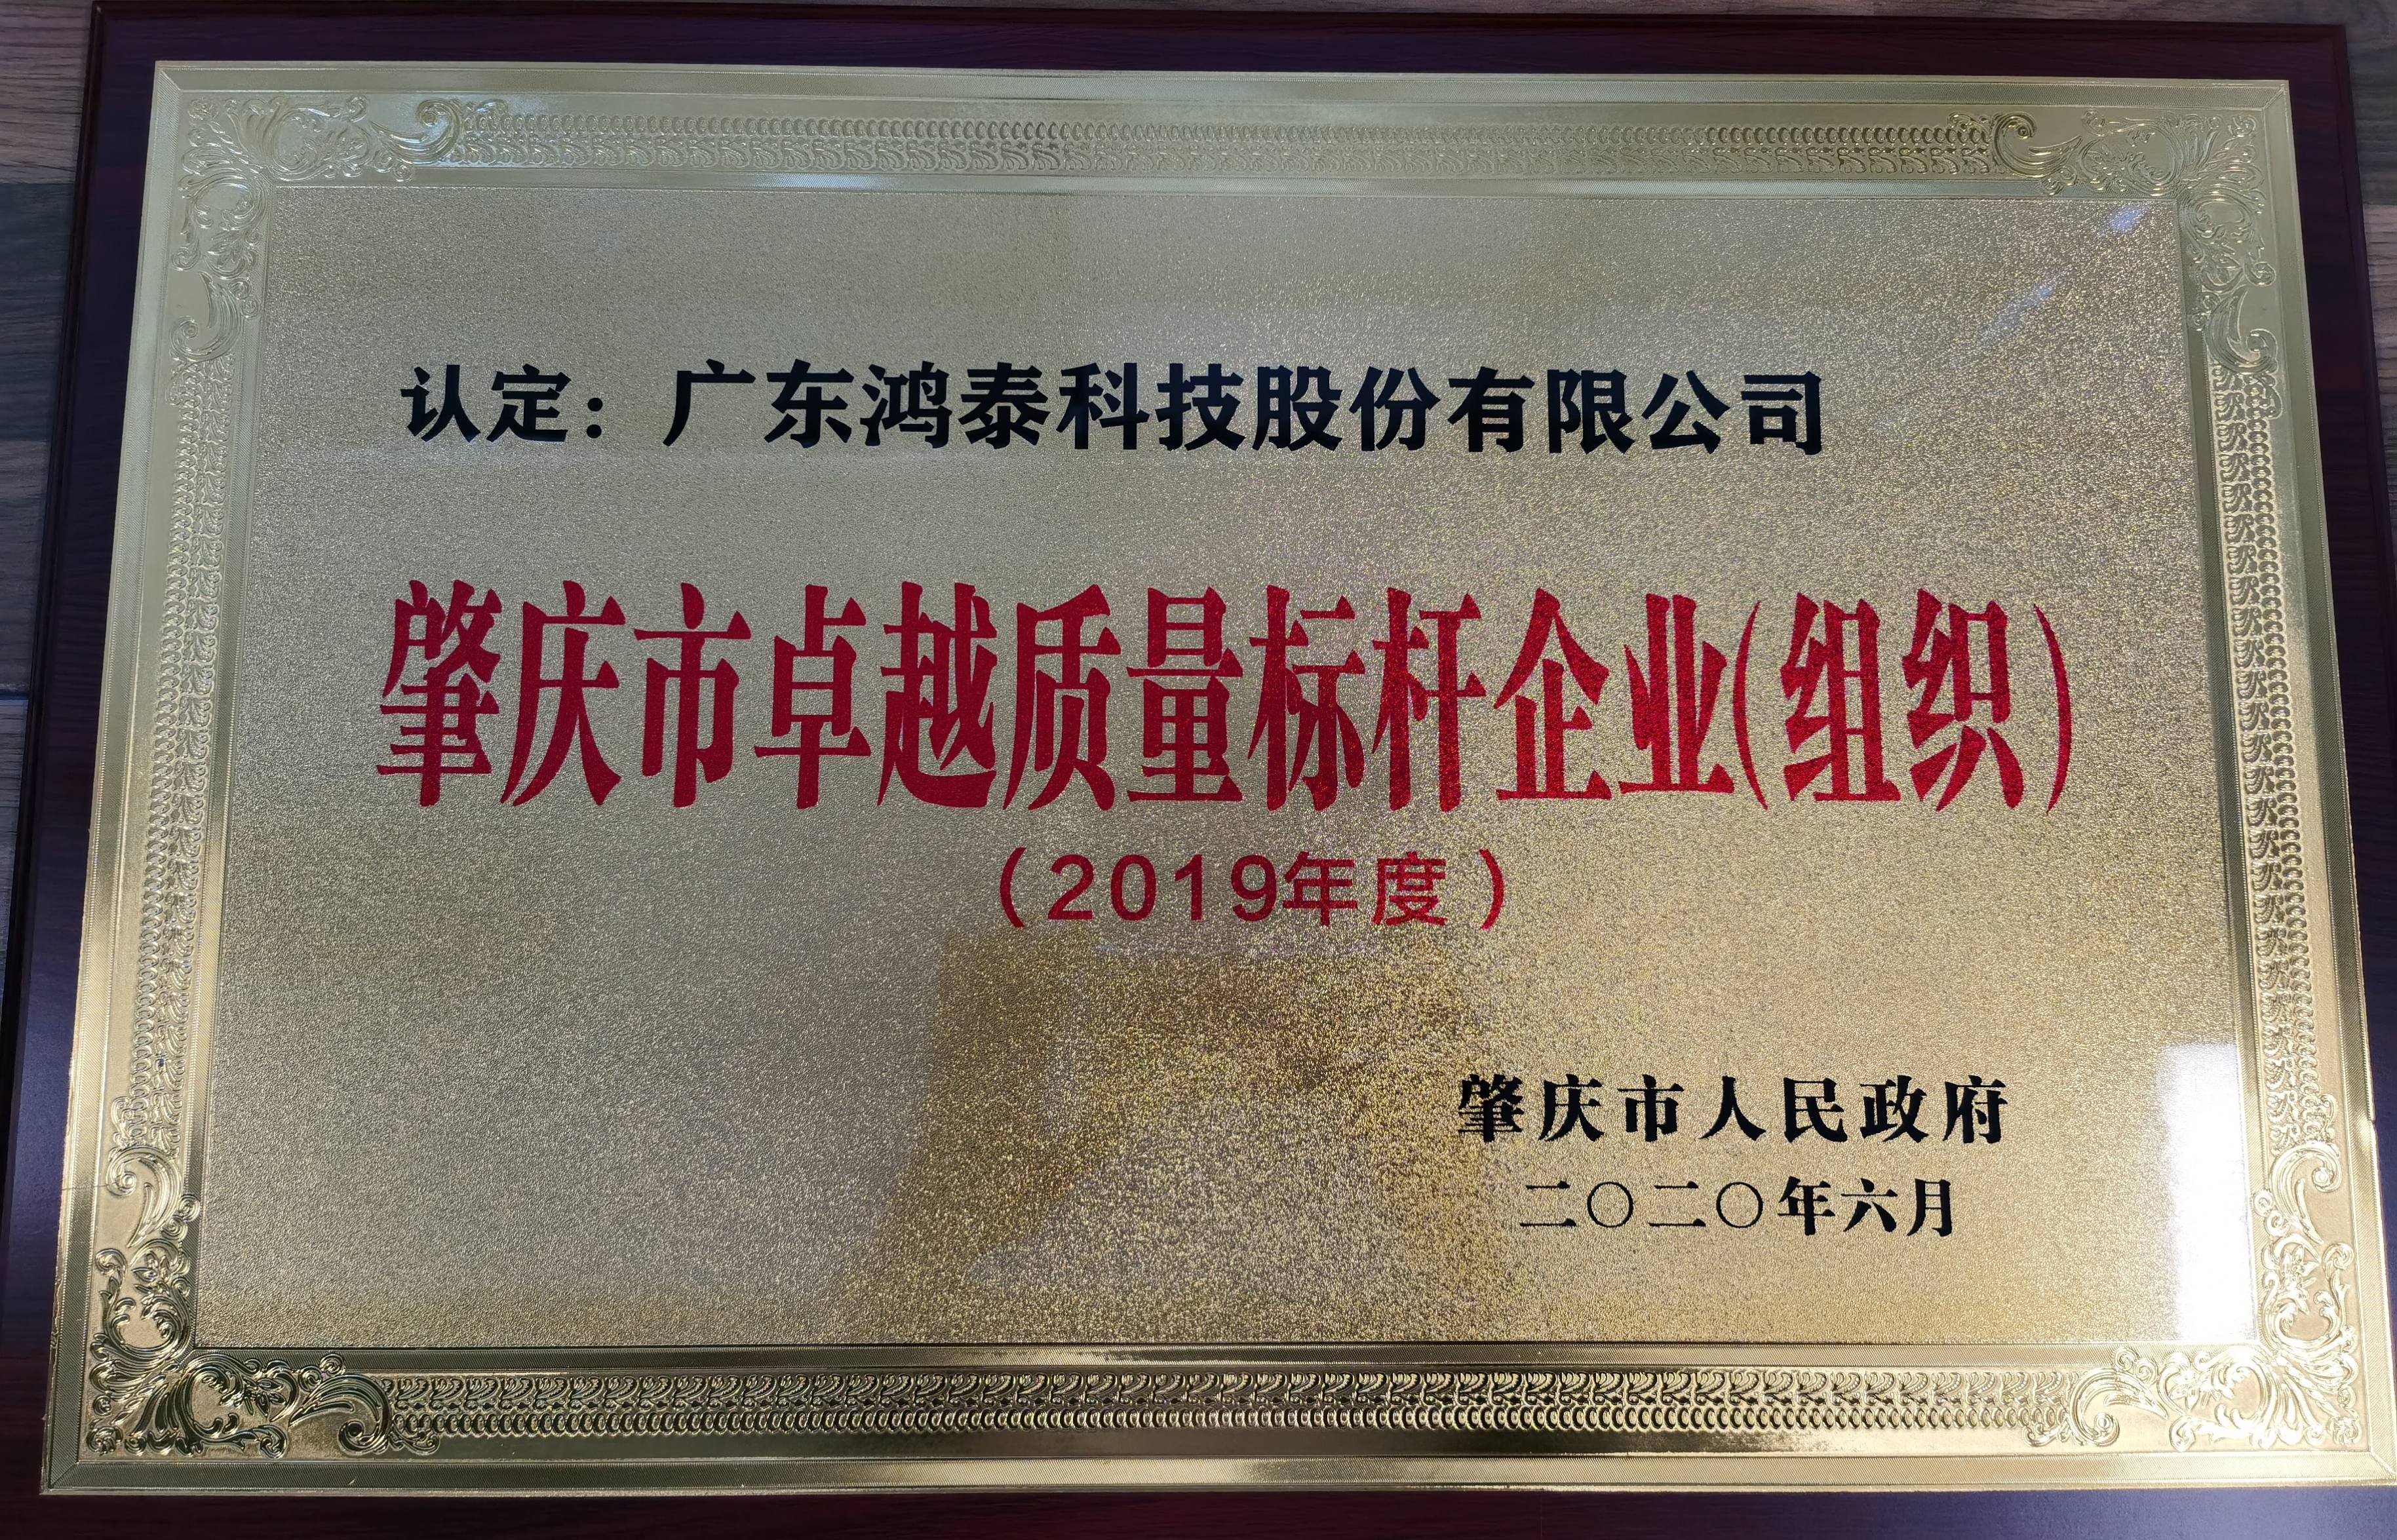 认定：广东鸿泰科技股份有限公司
肇庆市卓越质量标杆企业(组织)
（2019年度）
肇庆市人民政府
二〇二〇年六月